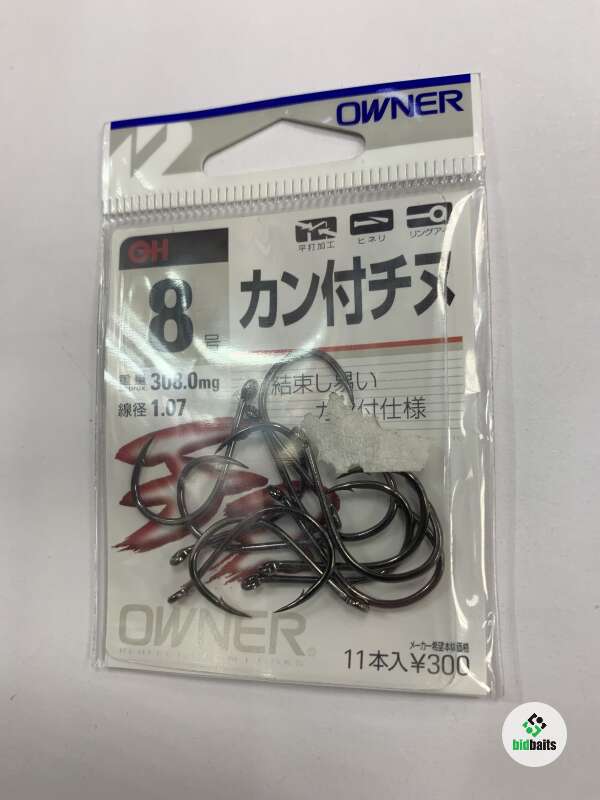 OWNER
GH
平打加工
ヒネリ
リングアイ
8
号
カン付チヌ
308.0mg
線径 1.07
結束し易い
カン付仕様
OWNER®
メーカー希望本体価格
11本入¥300
bidbaits